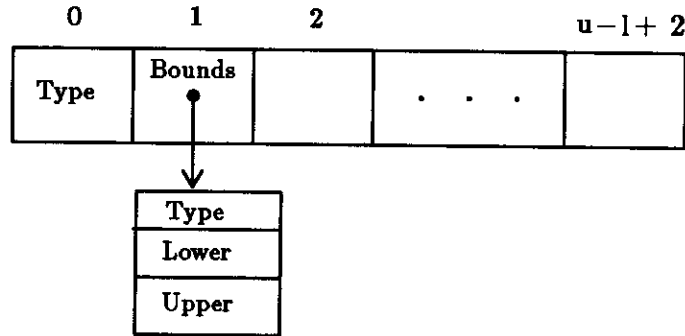 0 1 2 u-l+ 2
Type Bounds . . .
Type
Lower
Upper